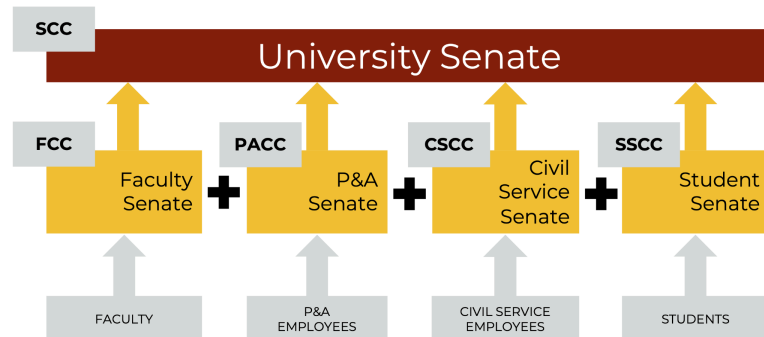 SCC
University Senate
FCC
PACC
CSCC
SSCC
Faculty
Senate
P&A
Senate
Civil
Service
Senate
Student
Senate
FACULTY
P&A
EMPLOYEES
CIVIL SERVICE
EMPLOYEES
STUDENTS